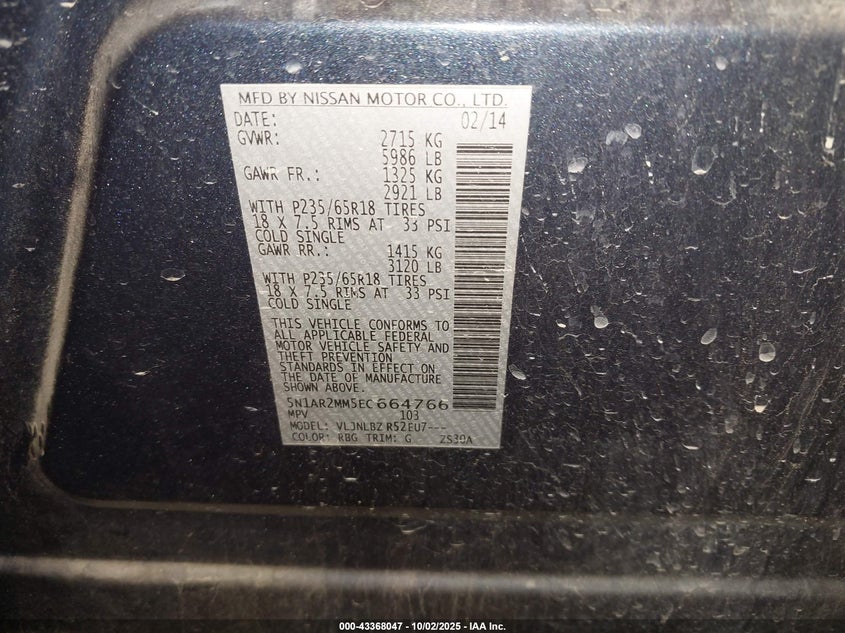 MFD BY NISSAN MOTOR CO., LTD.
DATE: 02/14
GVWR: 2715 KG
5986 LB
GAWR FR.: 1325 KG
2921 LB
WITH P235/65R18 TIRES
18 X 7.5 RIMS AT 33 PSI
COLD SINGLE
GAWR RR.: 1415 KG
3120 LB
WITH P235/65R18 TIRES
18 X 7.5 RIMS AT 33 PSI
COLD SINGLE
THIS VEHICLE CONFORMS TO
ALL APPLICABLE FEDERAL
MOTOR VEHICLE SAFETY AND
THEFT PREVENTION
STANDARDS IN EFFECT ON
THE DATE OF MANUFACTURE
SHOWN ABOVE.
5N1AR2MM5EC664766
MPV 103
MODEL: VLJNLBZ R52EU7---
COLOR: RBG TRIM: G ZS30A
000-43368047 - 10/02/2025 - IAA Inc.